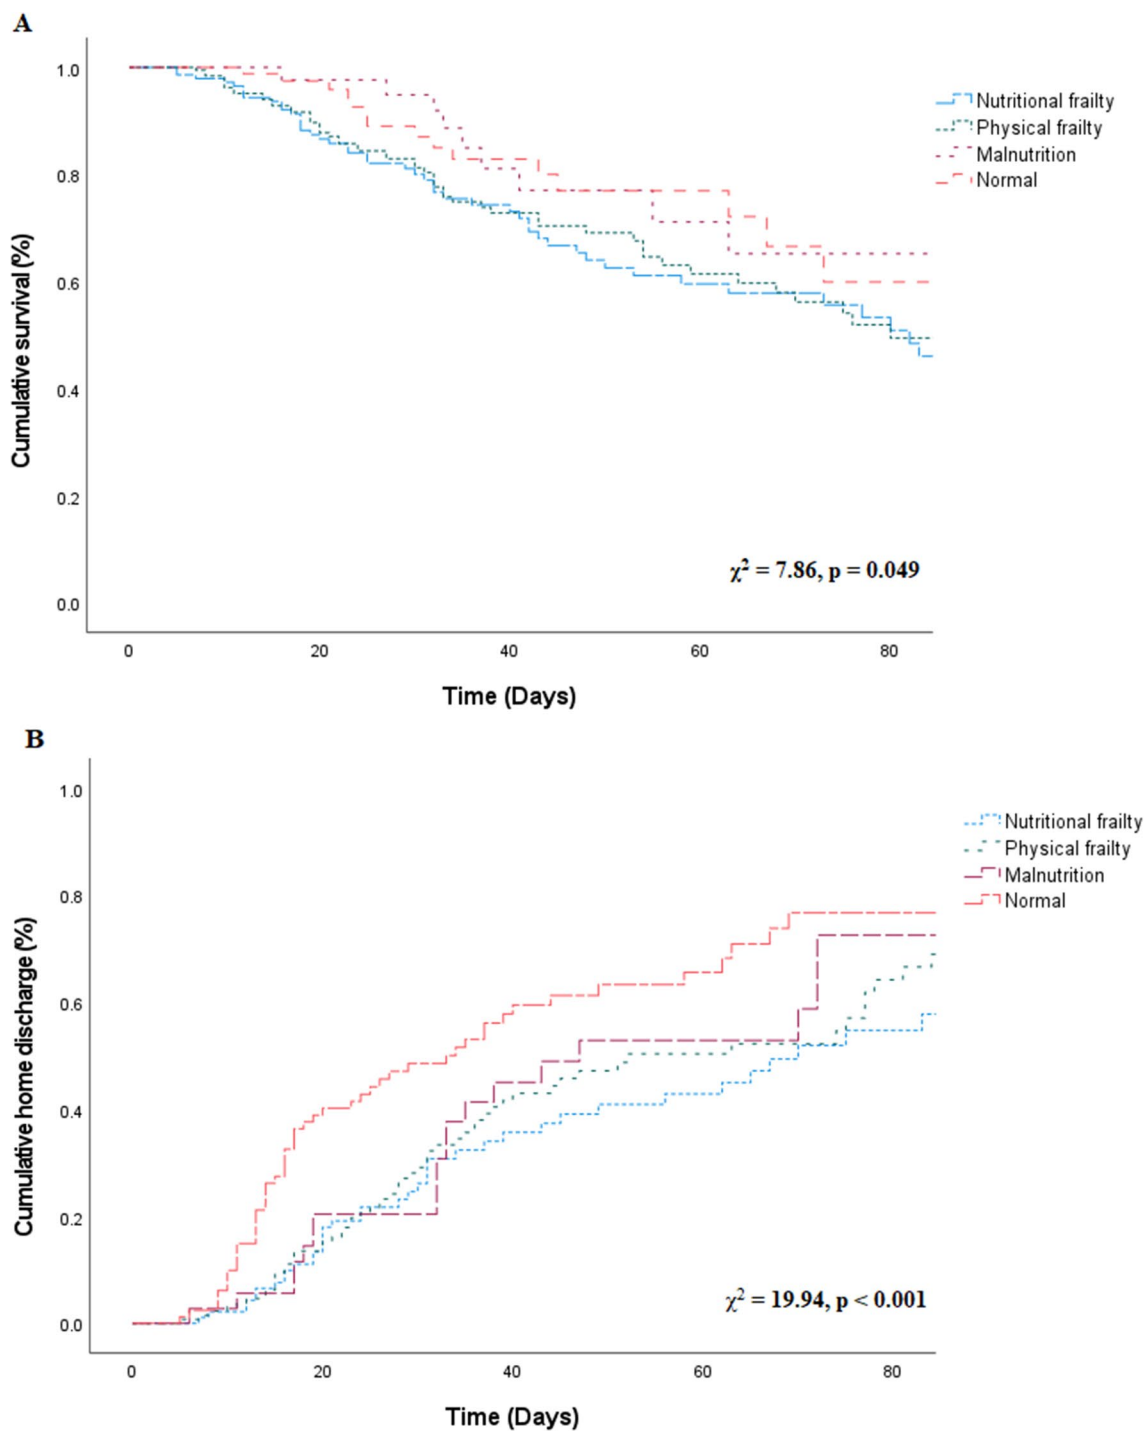 A
1.0
0.8
0.6
0.4
0.2
0.0
Cumulative survival (%)
0 20 40 60 80
Time (Days)
Nutritional frailty
Physical frailty
Malnutrition
Normal
χ² = 7.86, p = 0.049
B
1.0
0.8
0.6
0.4
0.2
0.0
Cumulative home discharge (%)
0 20 40 60 80
Time (Days)
Nutritional frailty
Physical frailty
Malnutrition
Normal
χ² = 19.94, p < 0.001